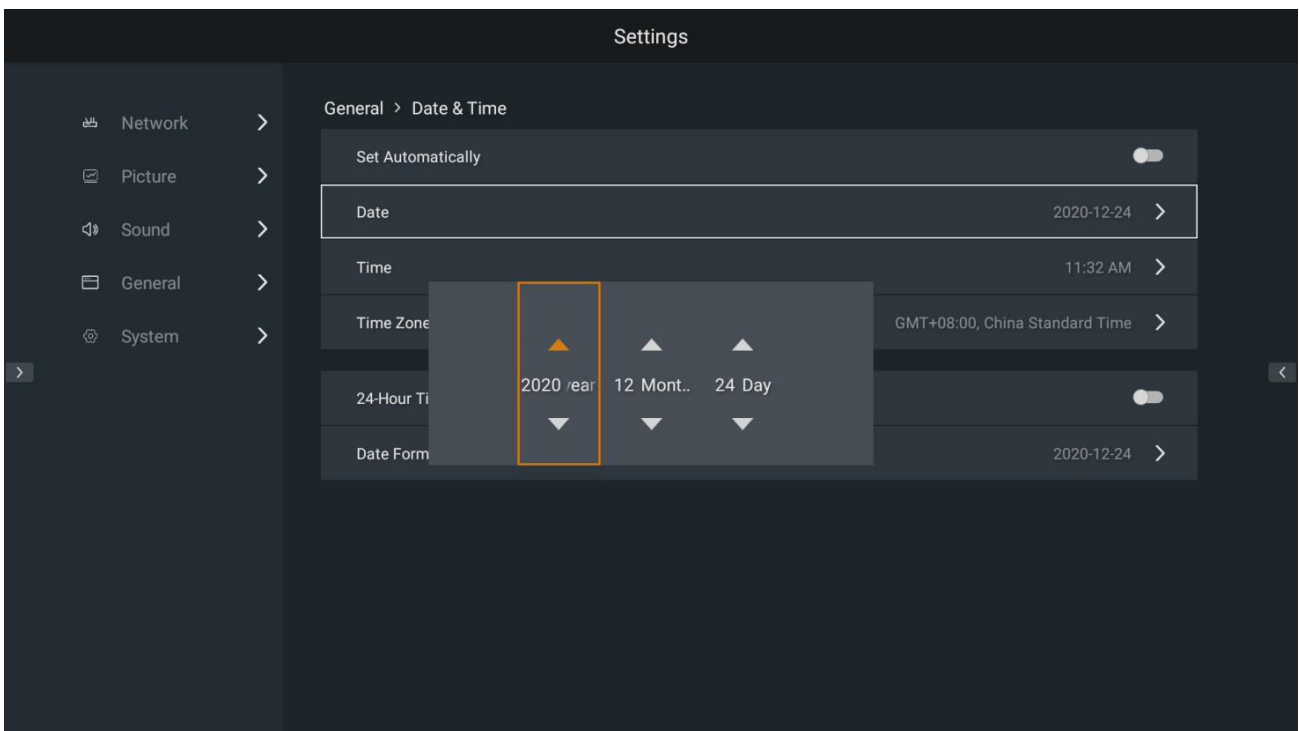 Settings
Network
Picture
Sound
General
System
General > Date & Time
Set Automatically
Date 2020-12-24
Time 11:32 AM
Time Zone GMT+08:00, China Standard Time
24-Hour Ti
Date Form 2020-12-24
2020 year 12 Mont.. 24 Day